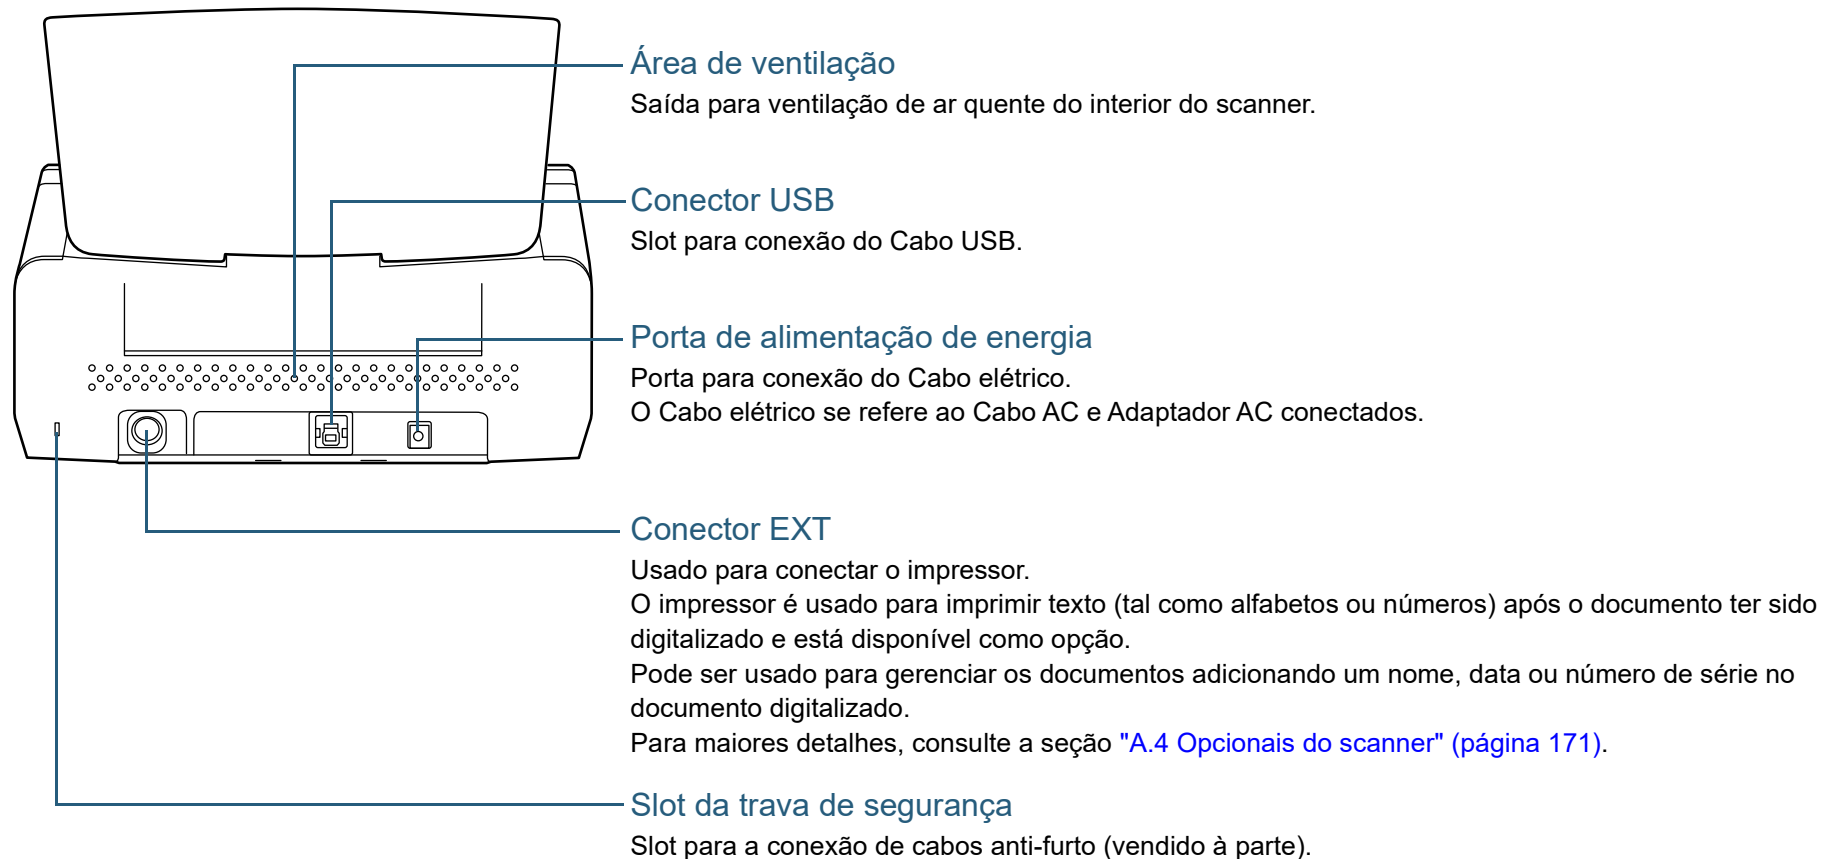 Área de ventilação
Saída para ventilação de ar quente do interior do scanner.
Conector USB
Slot para conexão do Cabo USB.
Porta de alimentação de energia
Porta para conexão do Cabo elétrico.
O Cabo elétrico se refere ao Cabo AC e Adaptador AC conectados.
Conector EXT
Usado para conectar o impressor.
O impressor é usado para imprimir texto (tal como alfabetos ou números) após o documento ter sido
digitalizado e está disponível como opção.
Pode ser usado para gerenciar os documentos adicionando um nome, data ou número de série no
documento digitalizado.
Para maiores detalhes, consulte a seção "A.4 Opcionais do scanner" (página 171).
Slot da trava de segurança
Slot para a conexão de cabos anti-furto (vendido à parte).